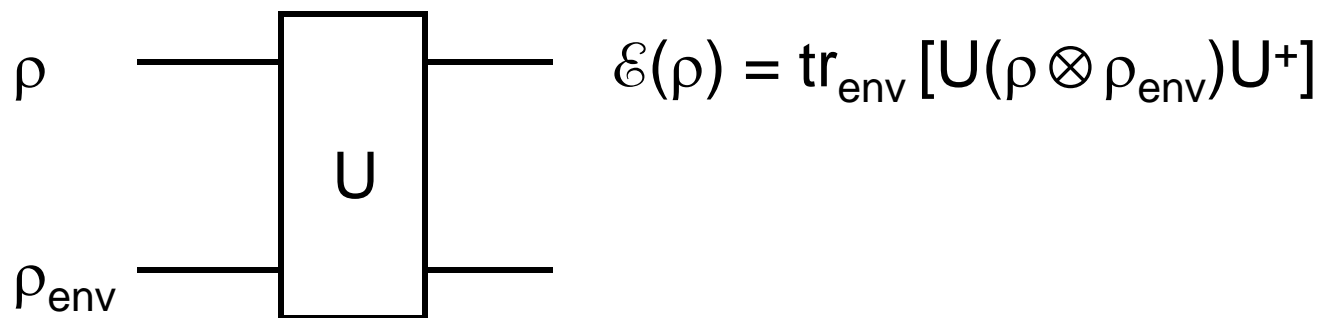 ρ ℰ(ρ) = tr_env [U(ρ ⊗ ρ_env)U⁺]
U
ρ_env